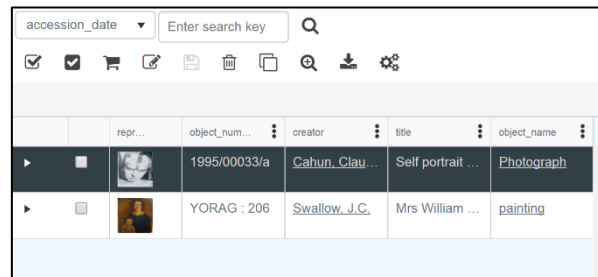 accession_date Enter search key
repr... object_num... creator title object_name
1995/00033/a Cahun, Clau... Self portrait ... Photograph
YORAG : 206 Swallow, J.C. Mrs William ... painting